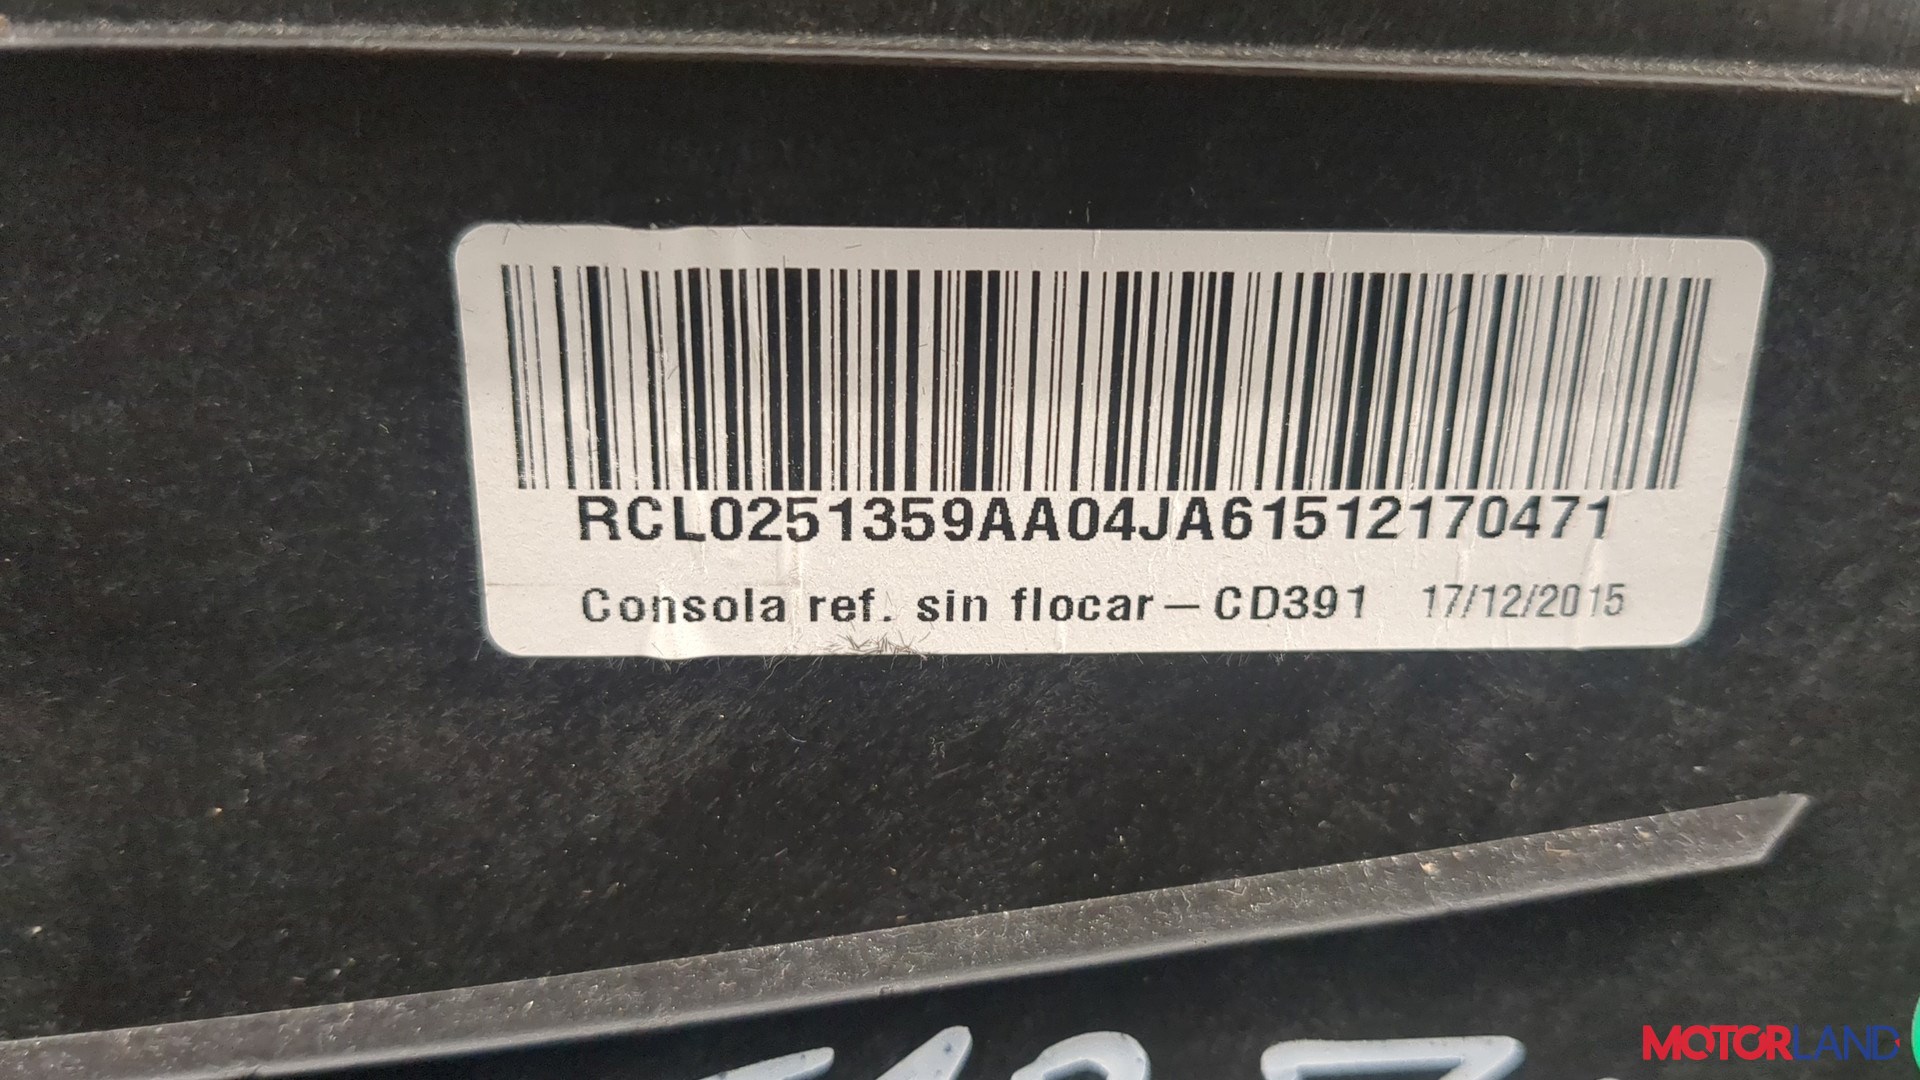 RCL0251359AA04JA61512170471
Consola ref. sin flocar – CD391 17/12/2015
MOTORLAND